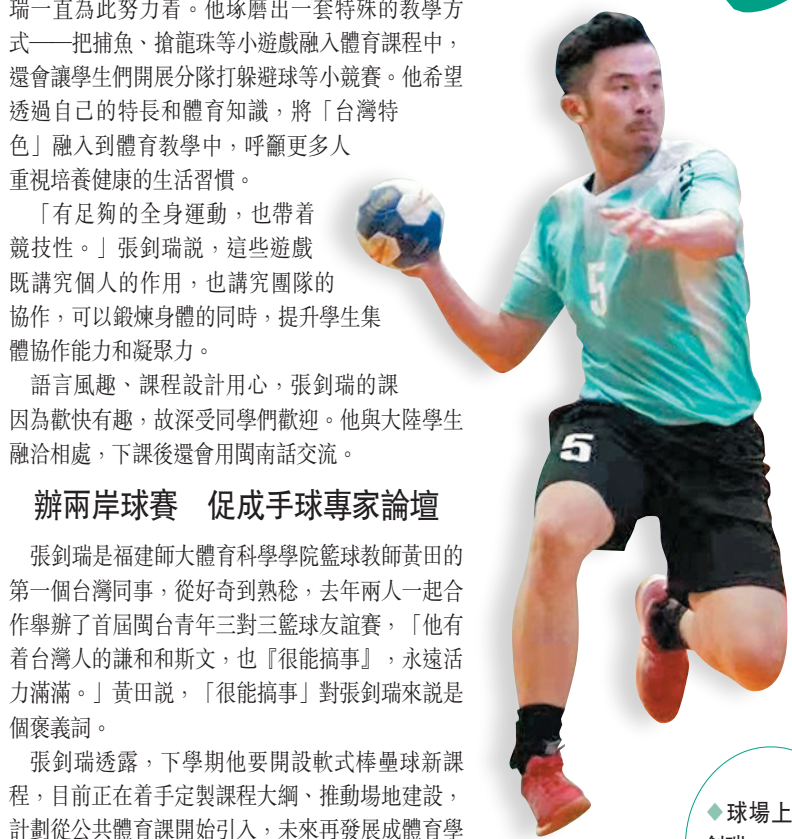 瑞一直為此努力着。他琢磨出一套特殊的教學方
式——把捕魚、搶龍珠等小遊戲融入體育課程中，
還會讓學生們開展分隊打躲避球等小競賽。他希望
透過自己的特長和體育知識，將「台灣特
色」融入到體育教學中，呼籲更多人
重視培養健康的生活習慣。
「有足夠的全身運動，也帶着
競技性。」張釗瑞説，這些遊戲
既講究個人的作用，也講究團隊的
協作，可以鍛煉身體的同時，提升學生集
體協作能力和凝聚力。
語言風趣、課程設計用心，張釗瑞的課
因為歡快有趣，故深受同學們歡迎。他與大陸學生
融洽相處，下課後還會用閩南話交流。
辦兩岸球賽　促成手球專家論壇
張釗瑞是福建師大體育科學學院籃球教師黃田的
第一個台灣同事，從好奇到熟稔，去年兩人一起合
作舉辦了首屆閩台青年三對三籃球友誼賽，「他有
着台灣人的謙和和斯文，也『很能搞事』，永遠活
力滿滿。」黃田説，「很能搞事」對張釗瑞來説是
個褒義詞。
張釗瑞透露，下學期他要開設軟式棒壘球新課
程，目前正在着手定製課程大綱、推動場地建設，
計劃從公共體育課開始引入，未來再發展成體育學
5
5
◆球場上